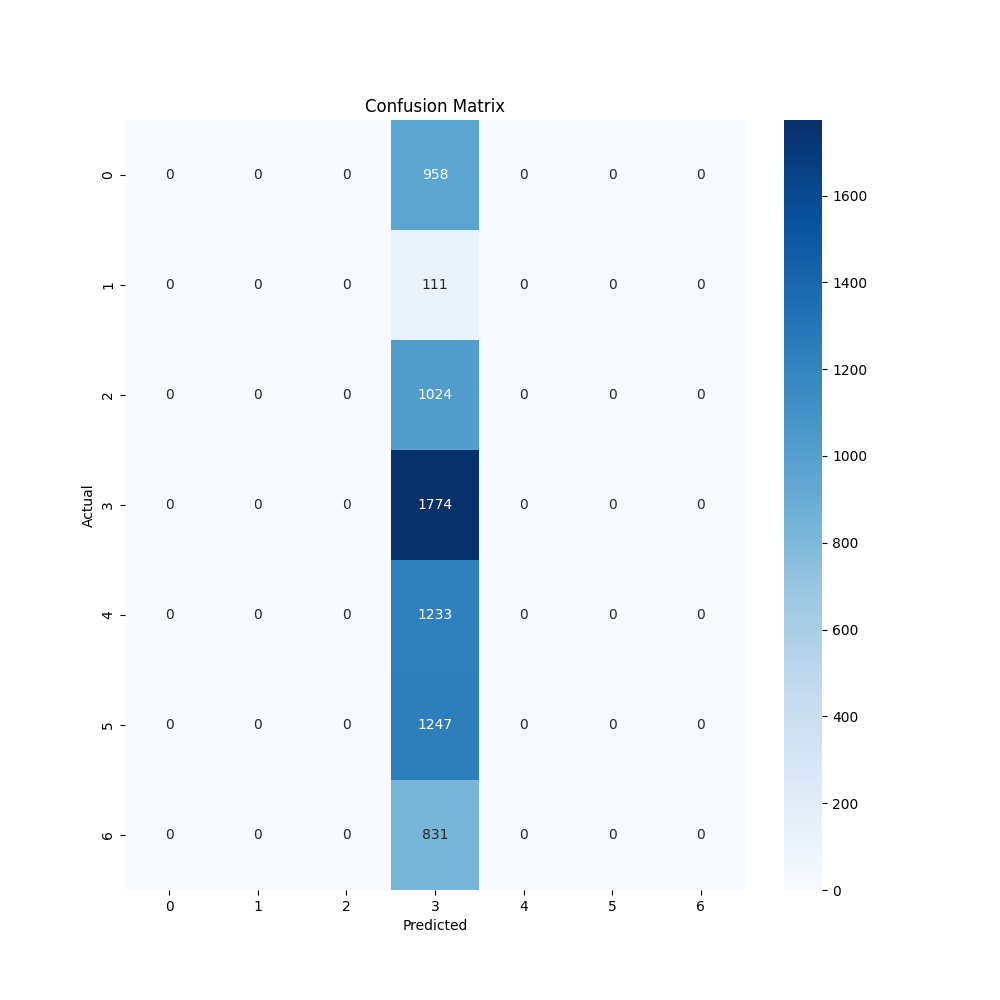 Confusion Matrix
0 0 0 0 958 0 0 0
1 0 0 0 111 0 0 0
2 0 0 0 1024 0 0 0
3 0 0 0 1774 0 0 0
4 0 0 0 1233 0 0 0
5 0 0 0 1247 0 0 0
6 0 0 0 831 0 0 0
Actual
0 1 2 3 4 5 6
Predicted
1600
1400
1200
1000
800
600
400
200
0